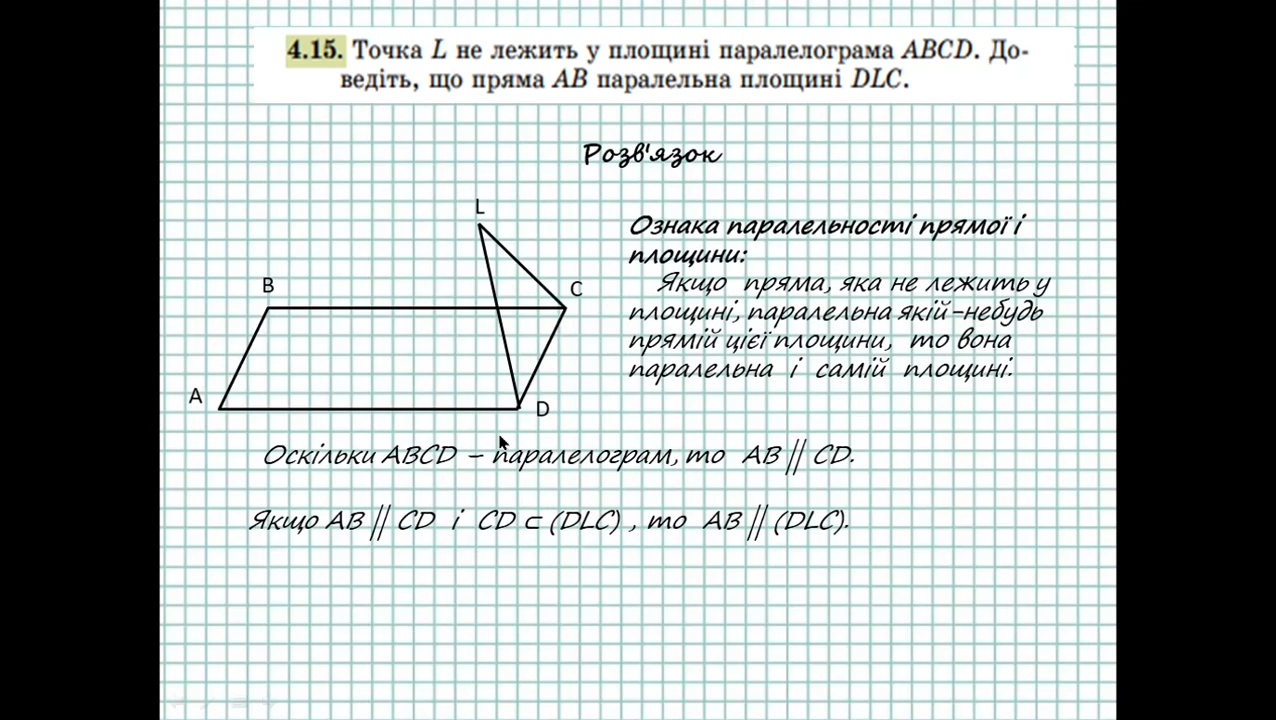 4.15. Точка L не лежить у площині паралелограма ABCD. До-
ведіть, що пряма AB паралельна площині DLC.
Розв'язок
L
B
C
A
D
Ознака паралельності прямої і
площини:
Якщо пряма, яка не лежить у
площині, паралельна якій-небудь
прямій цієї площини, то вона
паралельна і самій площині.
Оскільки ABCD – паралелограм, то AB || CD.
Якщо AB || CD і CD ⊂ (DLC) , то AB || (DLC).